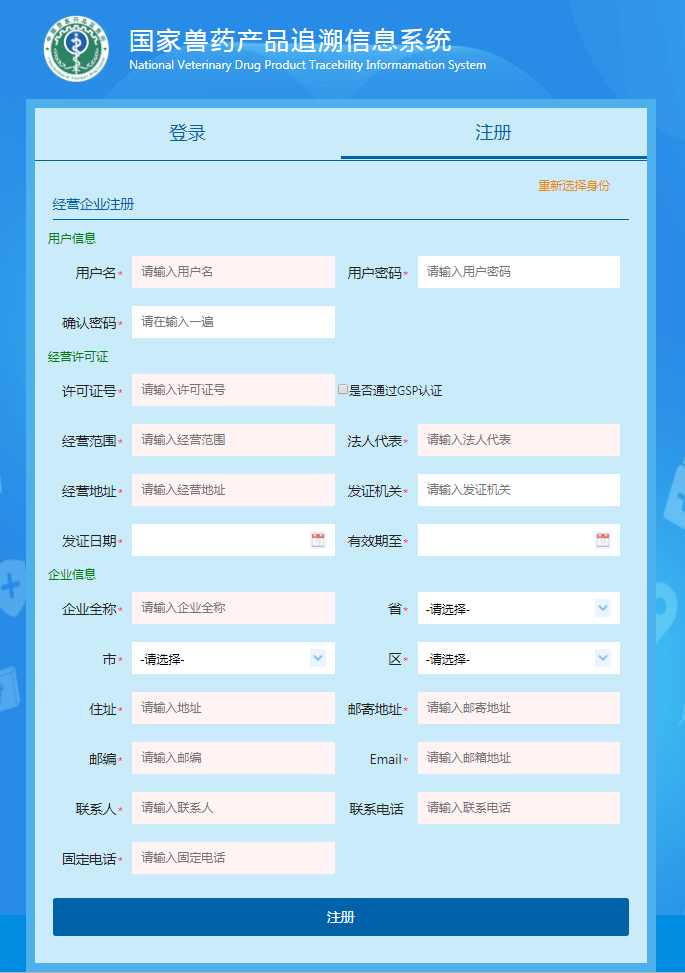 国家兽药产品追溯信息系统
National Veterinary Drug Product Tracebility Informamation System
登录 注册
重新选择身份
经营企业注册
用户信息
用户名* 请输入用户名 用户密码* 请输入用户密码
确认密码* 请在输入一遍
经营许可证
许可证号* 请输入许可证号 是否通过GSP认证
经营范围* 请输入经营范围 法人代表* 请输入法人代表
经营地址* 请输入经营地址 发证机关* 请输入发证机关
发证日期* 有效期至*
企业信息
企业全称* 请输入企业全称 省* -请选择-
市* -请选择- 区* -请选择-
住址* 请输入地址 邮寄地址* 请输入邮寄地址
邮编* 请输入邮编 Email* 请输入邮箱地址
联系人* 请输入联系人 联系电话 请输入联系电话
固定电话* 请输入固定电话
注册